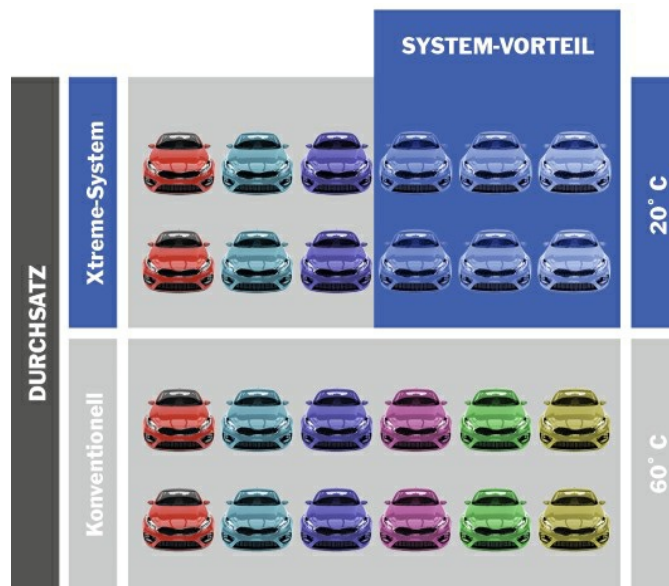 SYSTEM-VORTEIL
DURCHSATZ
Xtreme-System
20° C
Konventionell
60° C